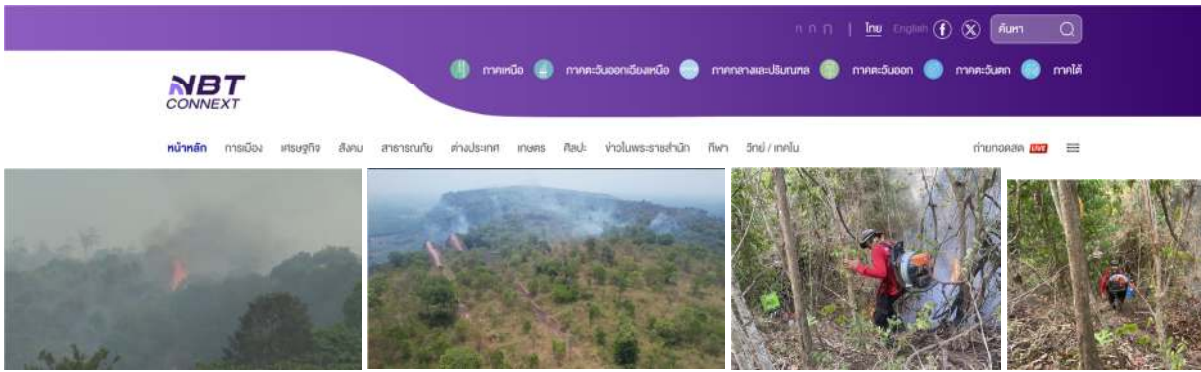 ก ก ก | ไทย English ค้นหา
ภาคเหนือ ภาคตะวันออกเฉียงเหนือ ภาคกลางและปริมณฑล ภาคตะวันออก ภาคตะวันตก ภาคใต้
NBT
CONNEXT
หน้าหลัก การเมือง เศรษฐกิจ สังคม สาธารณภัย ต่างประเทศ เกษตร ศิลปะ ข่าวในพระราชสำนัก กีฬา วิทย์ / เทคโน ถ่ายทอดสด LIVE